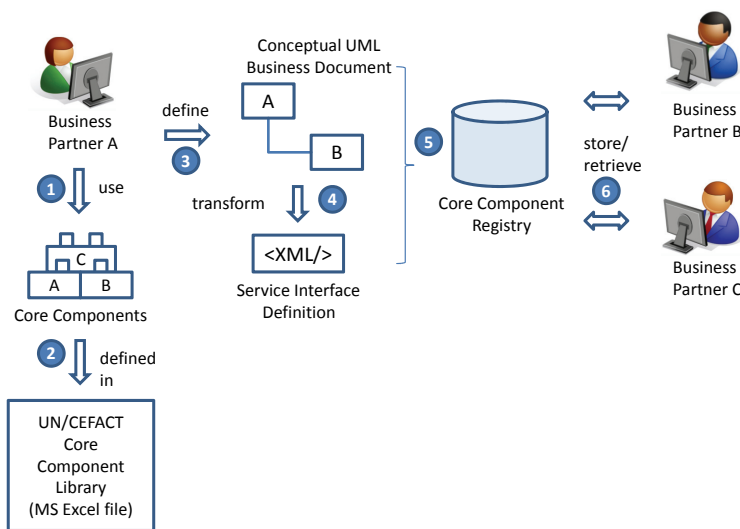 Business
Partner A
1
use
C
A
B
Core Components
2
defined
in
UN/CEFACT
Core
Component
Library
(MS Excel file)
define
3
Conceptual UML
Business Document
A
B
transform
4
<XML/>
Service Interface
Definition
5
Core Component
Registry
store/
retrieve
6
Business
Partner B
Business
Partner C